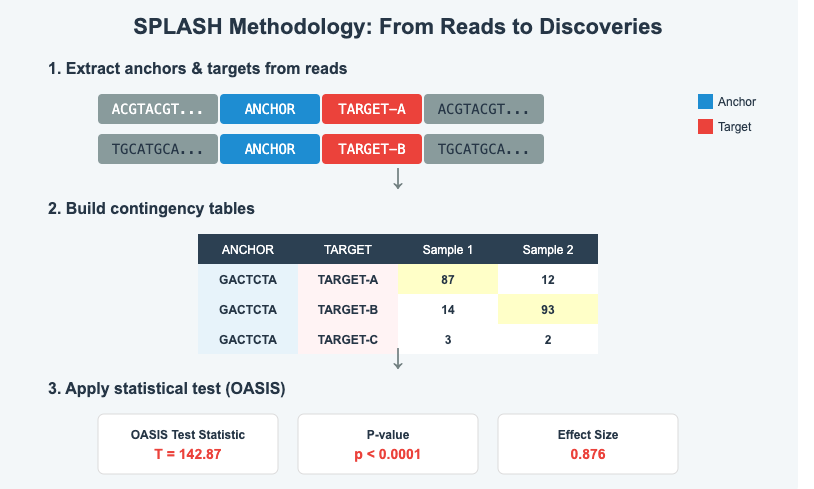 SPLASH Methodology: From Reads to Discoveries
1. Extract anchors & targets from reads
ACGTACGT... ANCHOR TARGET-A ACGTACGT...
Anchor
Target
TGCATGCA... ANCHOR TARGET-B TGCATGCA...
2. Build contingency tables
ANCHOR TARGET Sample 1 Sample 2
GACTCTA TARGET-A 87 12
GACTCTA TARGET-B 14 93
GACTCTA TARGET-C 3 2
3. Apply statistical test (OASIS)
OASIS Test Statistic P-value Effect Size
T = 142.87 p < 0.0001 0.876